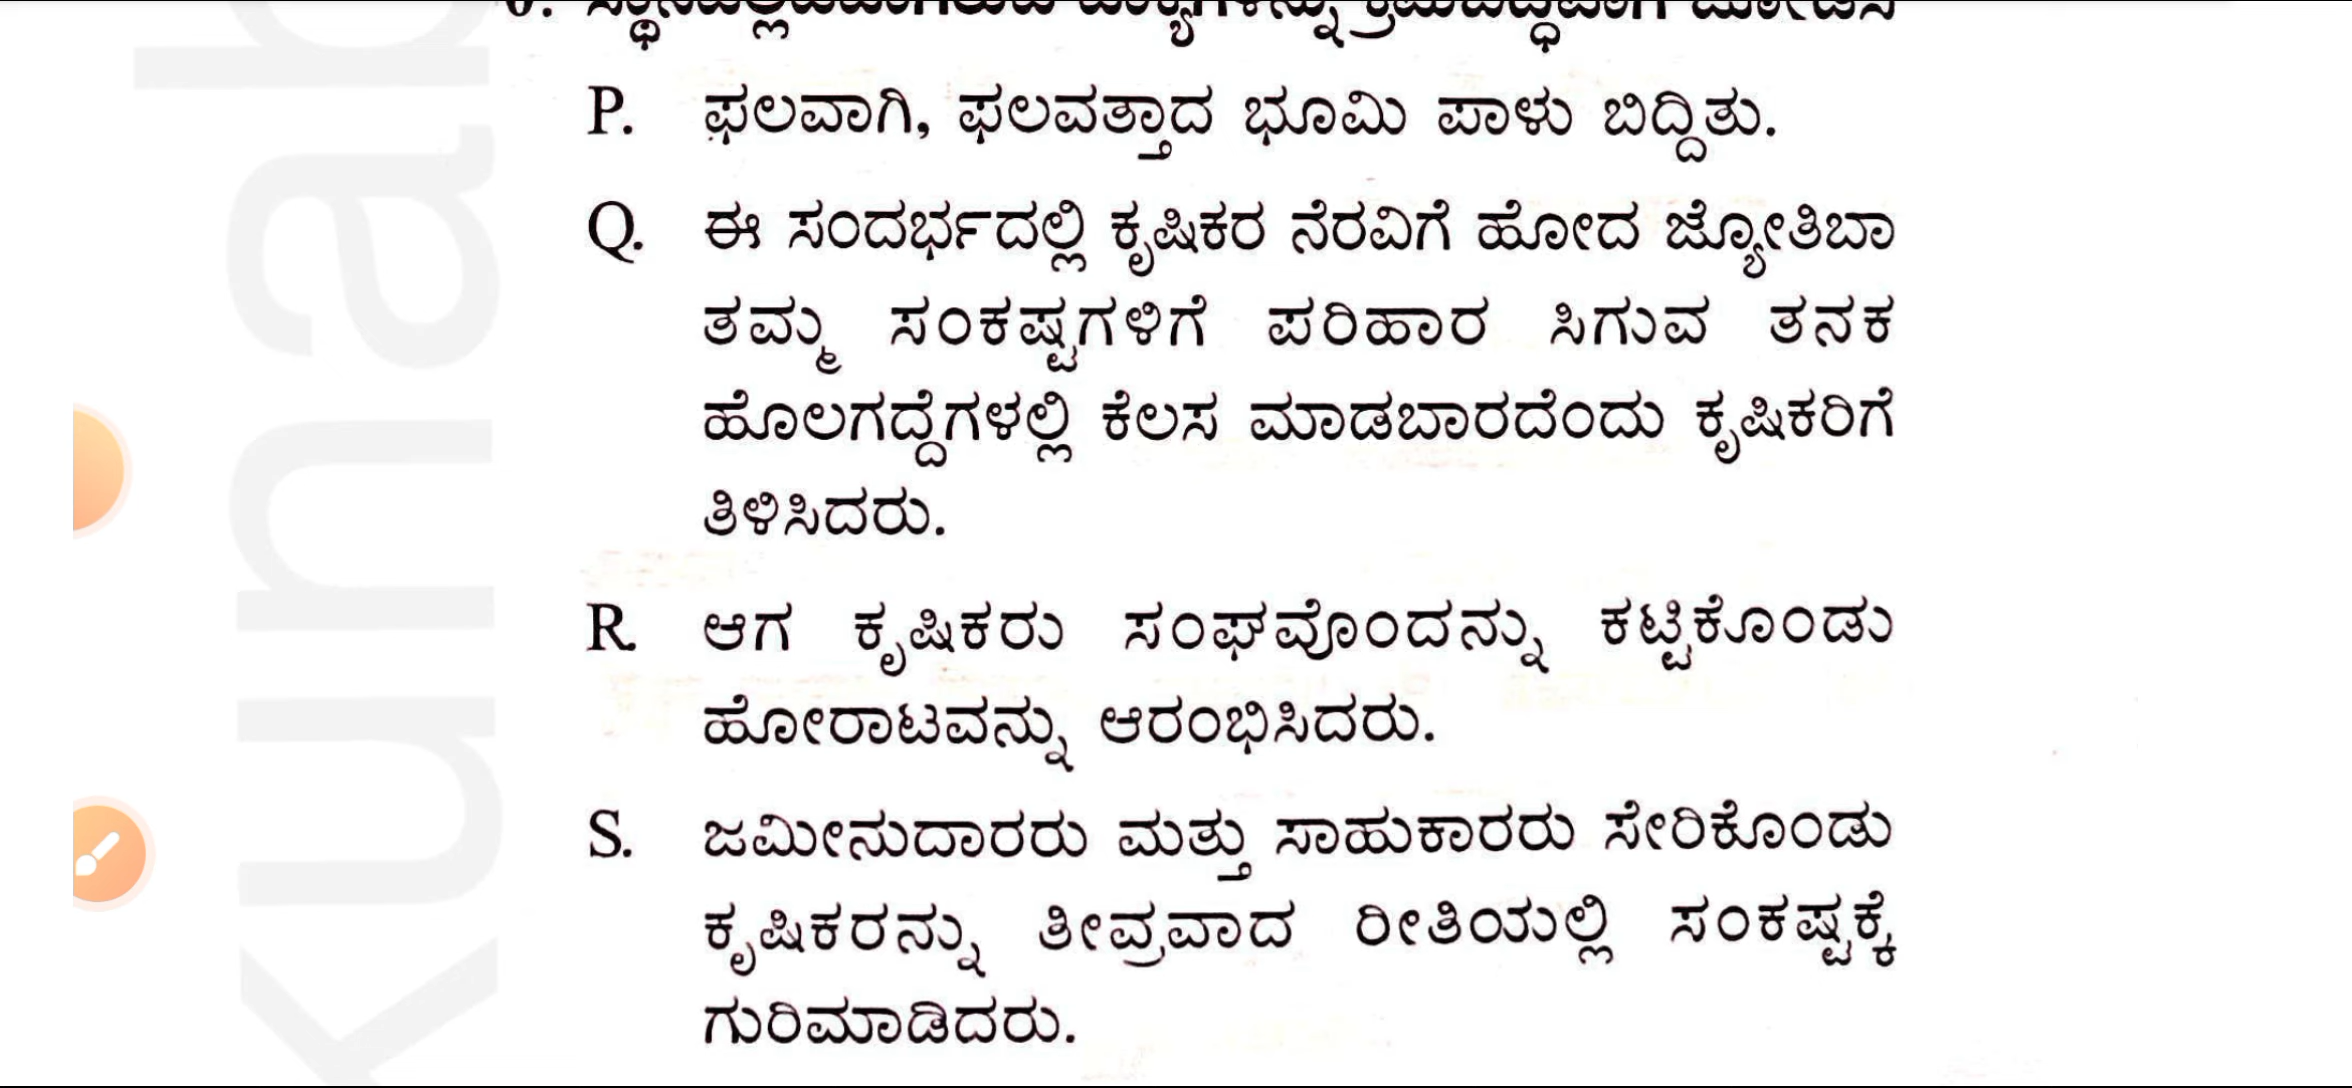 P. ಫಲವಾಗಿ, ಫಲವತ್ತಾದ ಭೂಮಿ ಪಾಳು ಬಿದ್ದಿತು.
Q. ಈ ಸಂದರ್ಭದಲ್ಲಿ ಕೃಷಿಕರ ನೆರವಿಗೆ ಹೋದ ಜ್ಯೋತಿಬಾ
ತಮ್ಮ ಸಂಕಷ್ಟಗಳಿಗೆ ಪರಿಹಾರ ಸಿಗುವ ತನಕ
ಹೊಲಗದ್ದೆಗಳಲ್ಲಿ ಕೆಲಸ ಮಾಡಬಾರದೆಂದು ಕೃಷಿಕರಿಗೆ
ತಿಳಿಸಿದರು.
R. ಆಗ ಕೃಷಿಕರು ಸಂಘವೊಂದನ್ನು ಕಟ್ಟಿಕೊಂಡು
ಹೋರಾಟವನ್ನು ಆರಂಭಿಸಿದರು.
S. ಜಮೀನುದಾರರು ಮತ್ತು ಸಾಹುಕಾರರು ಸೇರಿಕೊಂಡು
ಕೃಷಿಕರನ್ನು ತೀವ್ರವಾದ ರೀತಿಯಲ್ಲಿ ಸಂಕಷ್ಟಕ್ಕೆ
ಗುರಿಮಾಡಿದರು.